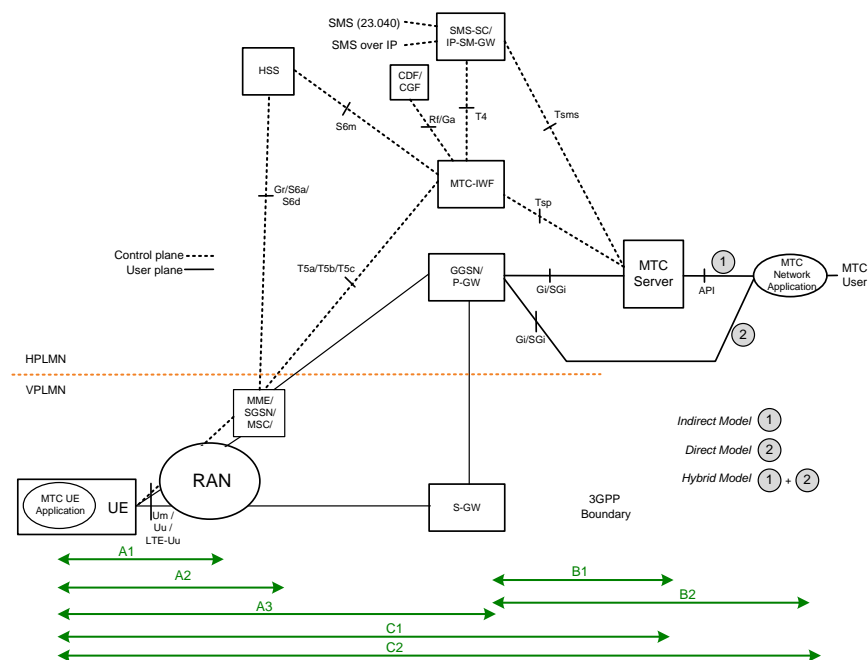 SMS (23.040)
SMS over IP
SMS-SC/
IP-SM-GW
HSS
CDF/
CGF
S6m
Rf/Ga
T4
Tsms
MTC-IWF
Gr/S6a/
S6d
Tsp
Control plane
User plane
T5a/T5b/T5c
GGSN/
P-GW
Gi/SGi
MTC
Server
1
API
MTC
Network
Application
MTC
User
Gi/SGi
2
HPLMN
VPLMN
MME/
SGSN/
MSC/
Indirect Model 1
Direct Model 2
Hybrid Model 1 + 2
RAN
MTC UE
Application
UE
Um /
Uu /
LTE-Uu
S-GW
3GPP
Boundary
A1
A2
A3
B1
B2
C1
C2